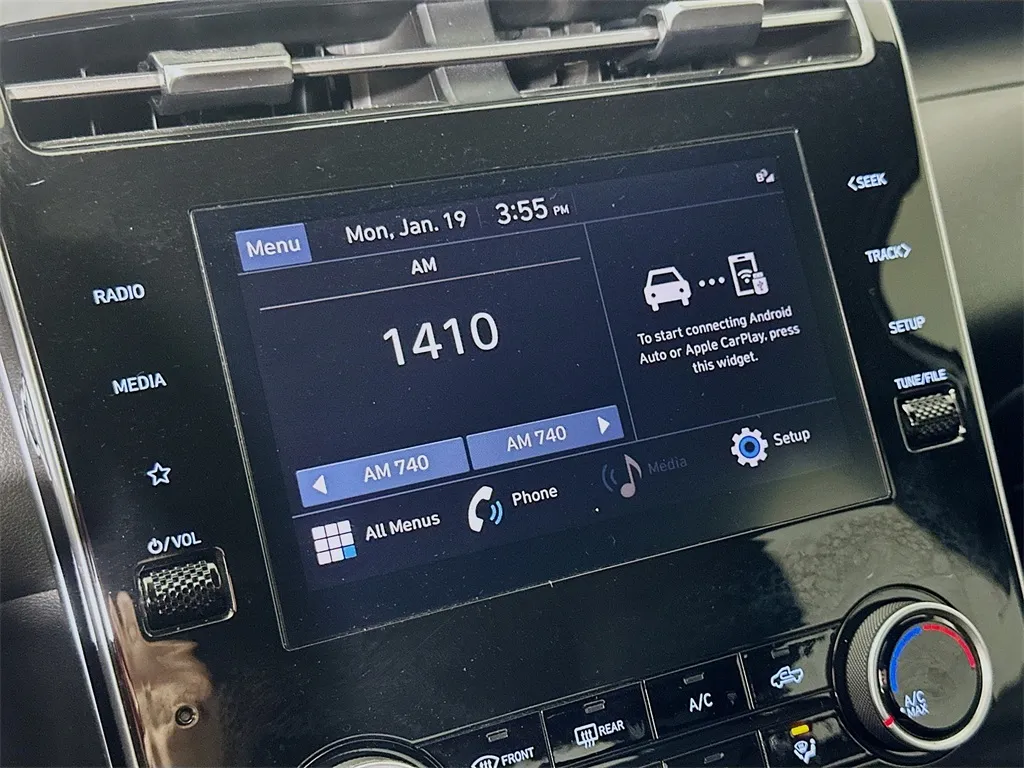 Menu
Mon, Jan. 19
3:55 PM
AM
1410
AM 740
AM 740
To start connecting Android
Auto or Apple CarPlay, press
this widget.
All Menus
Phone
Media
Setup
RADIO
MEDIA
/VOL
SEEK
TRACK
SETUP
TUNE/FILE
FRONT
REAR
A/C
A/C
MAX